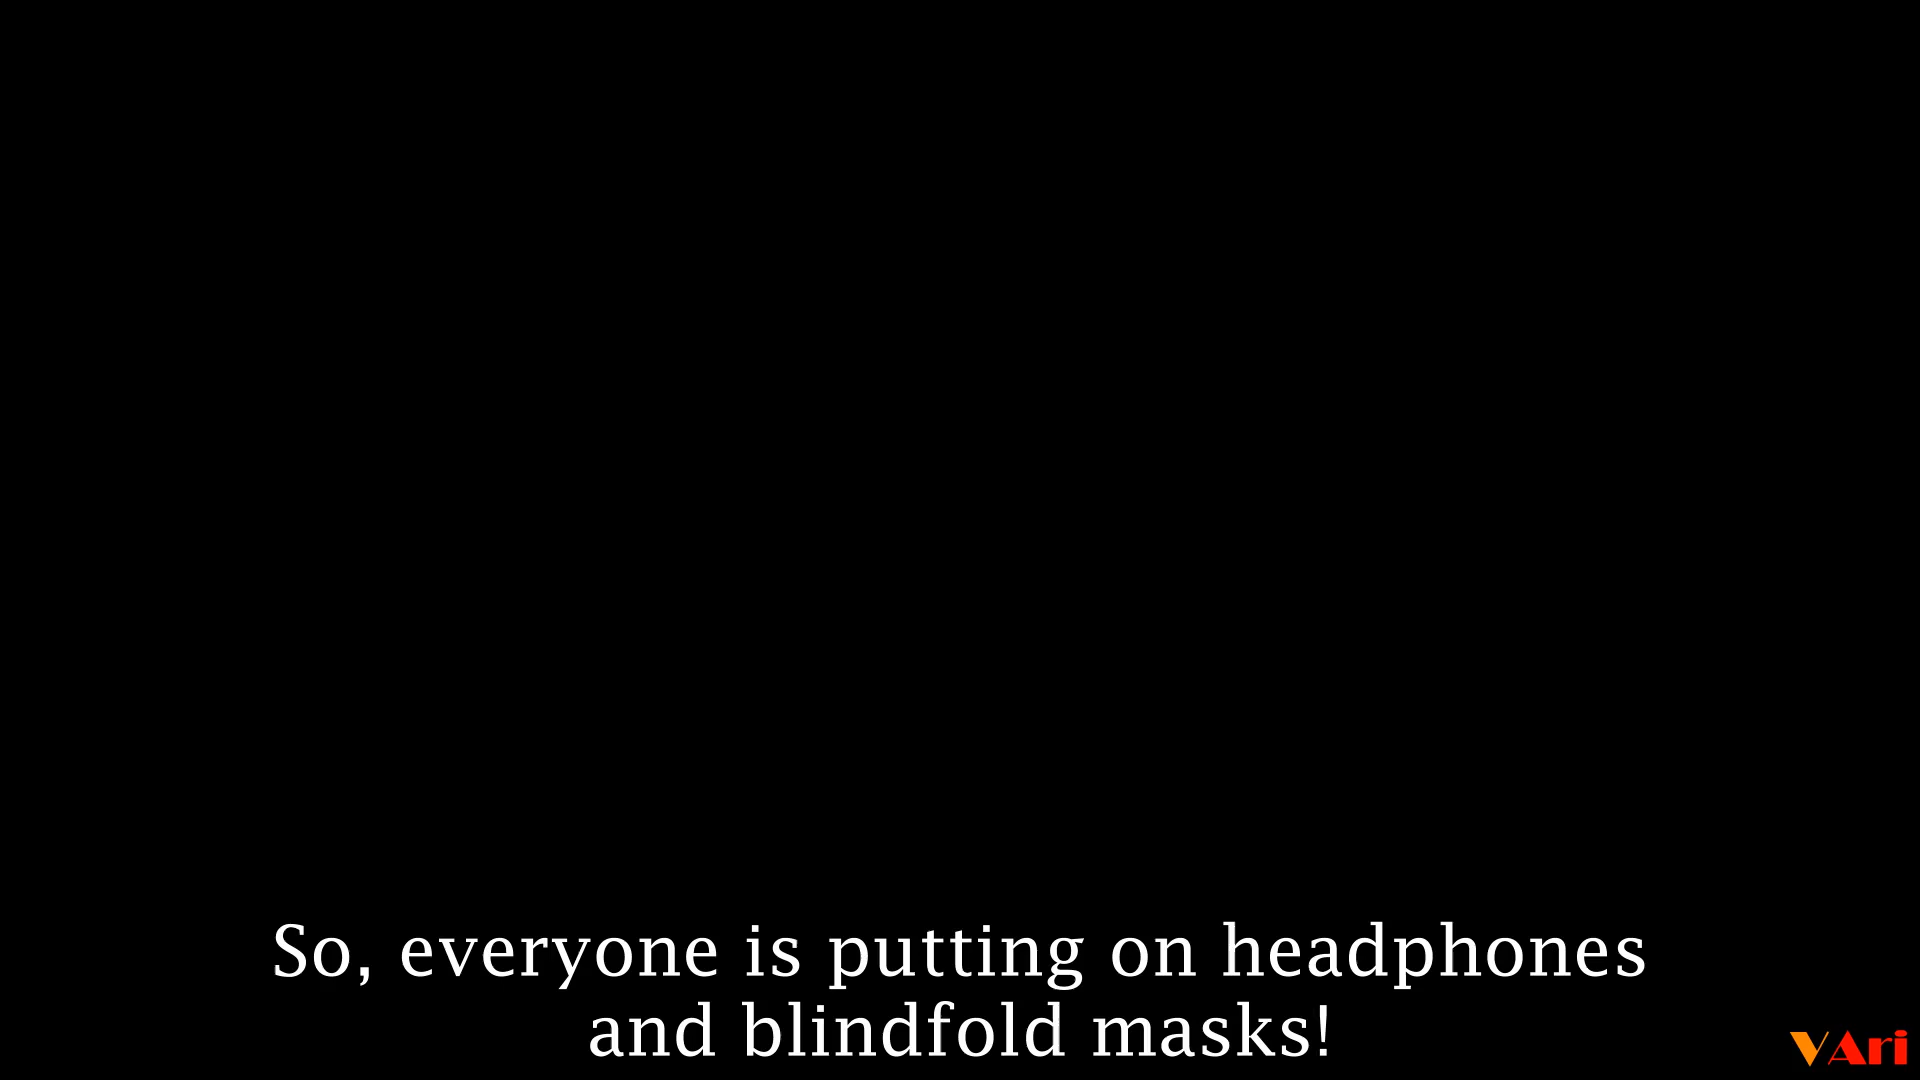 So, everyone is putting on headphones
and blindfold masks!
VAri